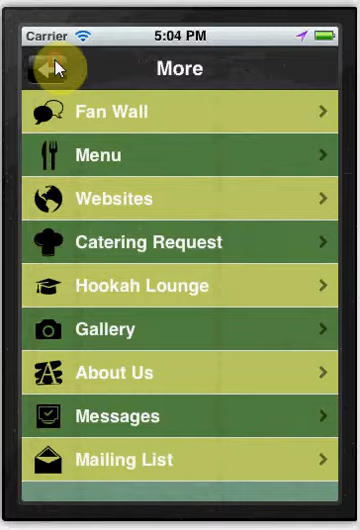 Carrier 5:04 PM
More
Fan Wall
Menu
Websites
Catering Request
Hookah Lounge
Gallery
About Us
Messages
Mailing List